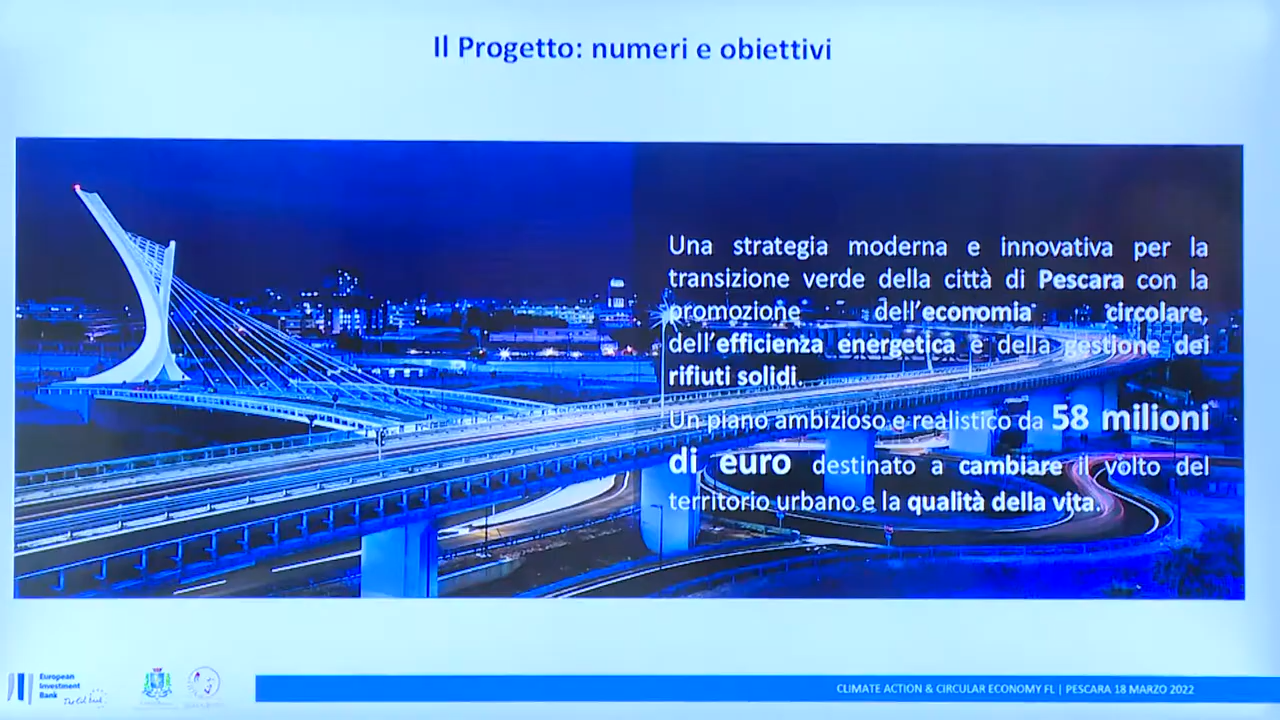 Il Progetto: numeri e obiettivi
Una strategia moderna e innovativa per la
transizione verde della città di Pescara con la
promozione dell'economia circolare,
dell'efficienza energetica e della gestione dei
rifiuti solidi.
Un piano ambizioso e realistico da 58 milioni
di euro destinato a cambiare il volto del
territorio urbano e la qualità della vita.
European
Investment
Bank
The EU bank
CLIMATE ACTION & CIRCULAR ECONOMY FL | PESCARA 18 MARZO 2022